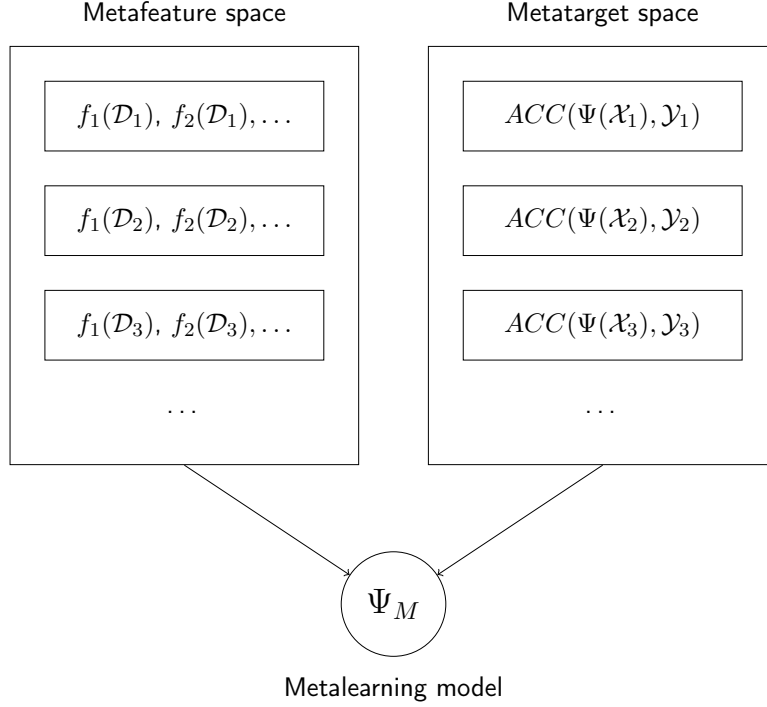 Metafeature space
f₁(𝒟₁), f₂(𝒟₁), . . .
f₁(𝒟₂), f₂(𝒟₂), . . .
f₁(𝒟₃), f₂(𝒟₃), . . .
. . .
Metatarget space
ACC(Ψ(𝒳₁), 𝒴₁)
ACC(Ψ(𝒳₂), 𝒴₂)
ACC(Ψ(𝒳₃), 𝒴₃)
. . .
Ψ_M
Metalearning model